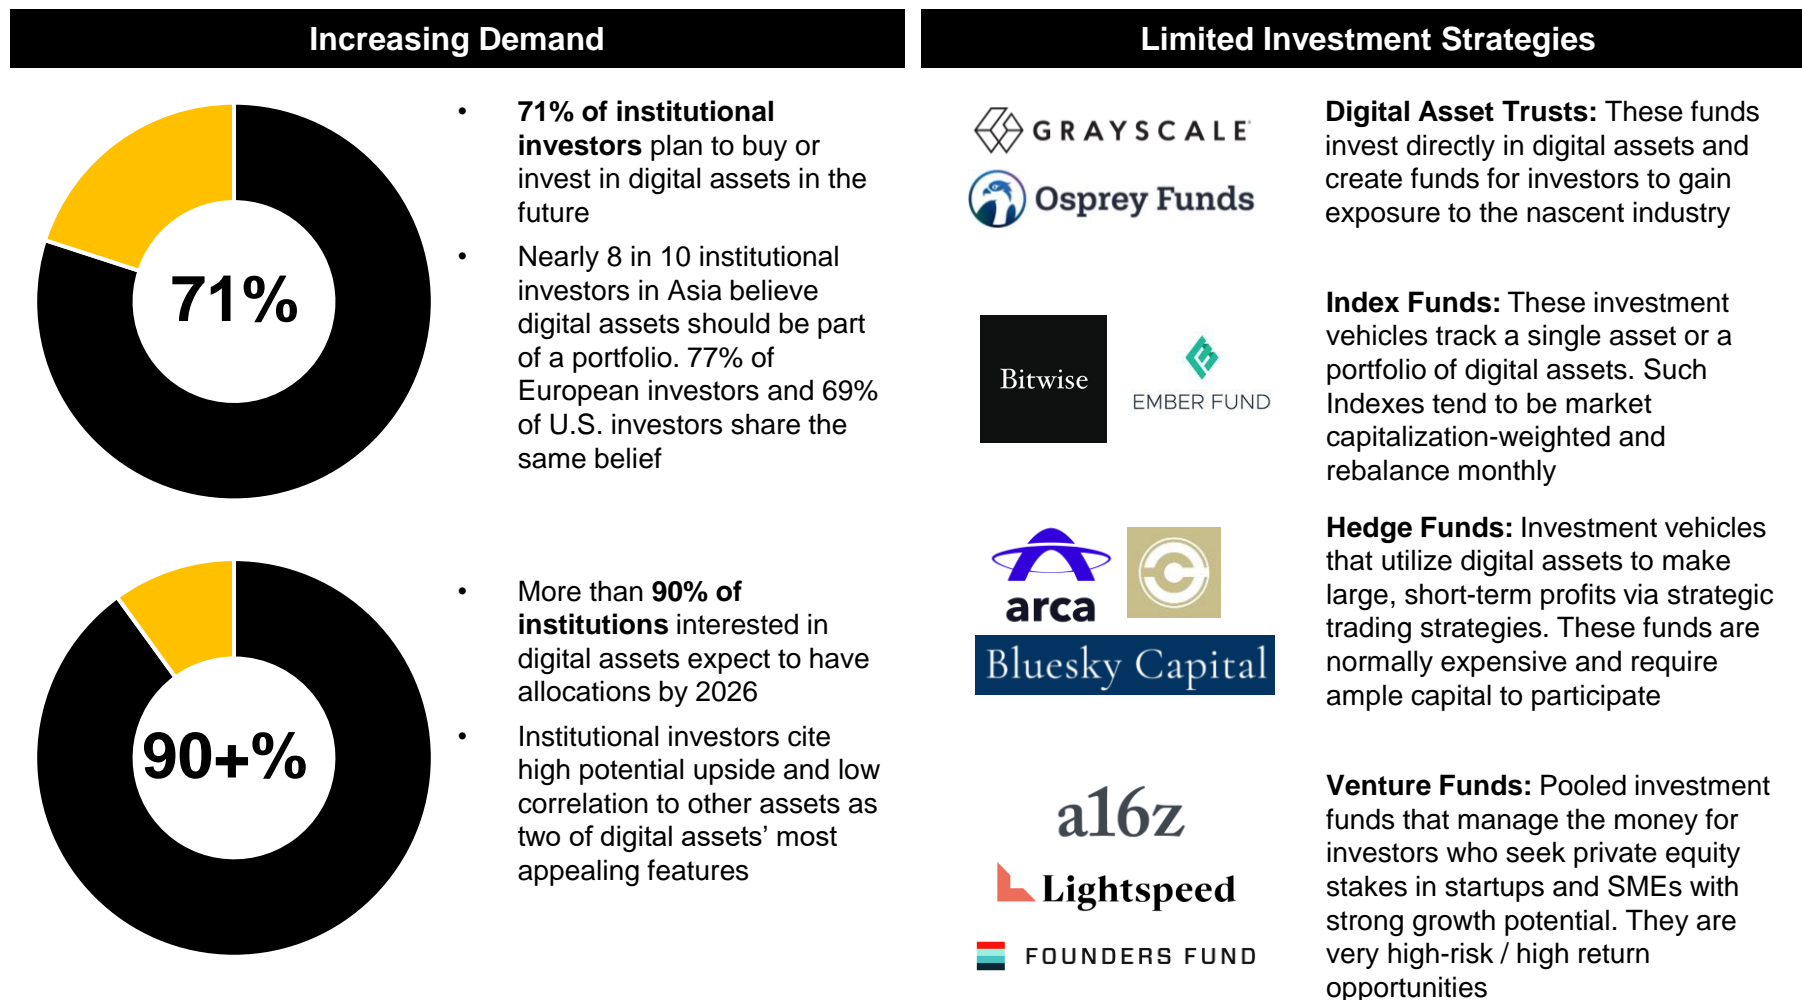 Increasing Demand
71%
• 71% of institutional
investors plan to buy or
invest in digital assets in the
future
• Nearly 8 in 10 institutional
investors in Asia believe
digital assets should be part
of a portfolio. 77% of
European investors and 69%
of U.S. investors share the
same belief
90+%
• More than 90% of
institutions interested in
digital assets expect to have
allocations by 2026
• Institutional investors cite
high potential upside and low
correlation to other assets as
two of digital assets’ most
appealing features
Limited Investment Strategies
GRAYSCALE
Osprey Funds
Digital Asset Trusts: These funds
invest directly in digital assets and
create funds for investors to gain
exposure to the nascent industry
Bitwise
EMBER FUND
Index Funds: These investment
vehicles track a single asset or a
portfolio of digital assets. Such
Indexes tend to be market
capitalization-weighted and
rebalance monthly
arca
Bluesky Capital
Hedge Funds: Investment vehicles
that utilize digital assets to make
large, short-term profits via strategic
trading strategies. These funds are
normally expensive and require
ample capital to participate
a16z
Lightspeed
FOUNDERS FUND
Venture Funds: Pooled investment
funds that manage the money for
investors who seek private equity
stakes in startups and SMEs with
strong growth potential. They are
very high-risk / high return
opportunities